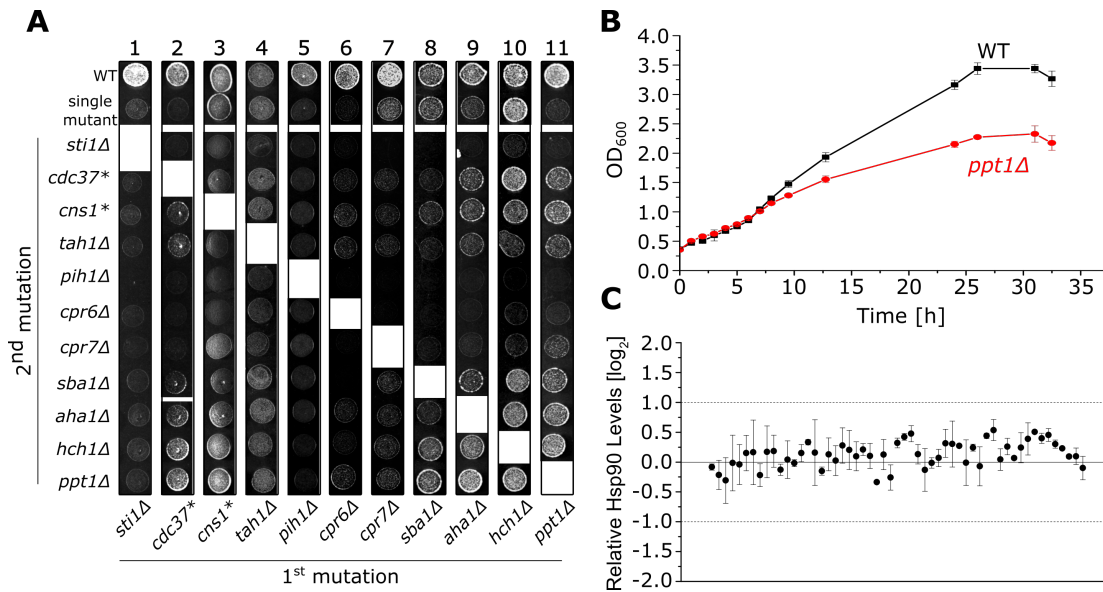 A
1 2 3 4 5 6 7 8 9 10 11
WT
single
mutant
sti1Δ
cdc37*
cns1*
tah1Δ
pih1Δ
cpr6Δ
cpr7Δ
sba1Δ
aha1Δ
hch1Δ
ppt1Δ
2nd mutation
sti1Δ cdc37* cns1* tah1Δ pih1Δ cpr6Δ cpr7Δ sba1Δ aha1Δ hch1Δ ppt1Δ
1st mutation
B
4.0
3.5
3.0
2.5
2.0
1.5
1.0
0.5
0.0
OD600
WT
ppt1Δ
0 5 10 15 20 25 30 35
Time [h]
C
2.0
1.5
1.0
0.5
0.0
-0.5
-1.0
-1.5
-2.0
Relative Hsp90 Levels [log2]